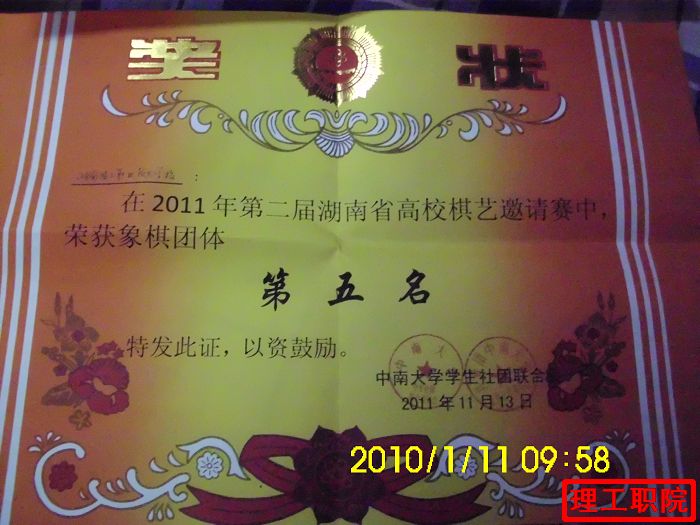 奖 状
:
在2011年第二届湖南省高校棋艺邀请赛中,
荣获象棋团体
第五名
特发此证,以资鼓励。
中南大学学生社团联合
2011年11月13日
2010/1/11 09:58
理工职院